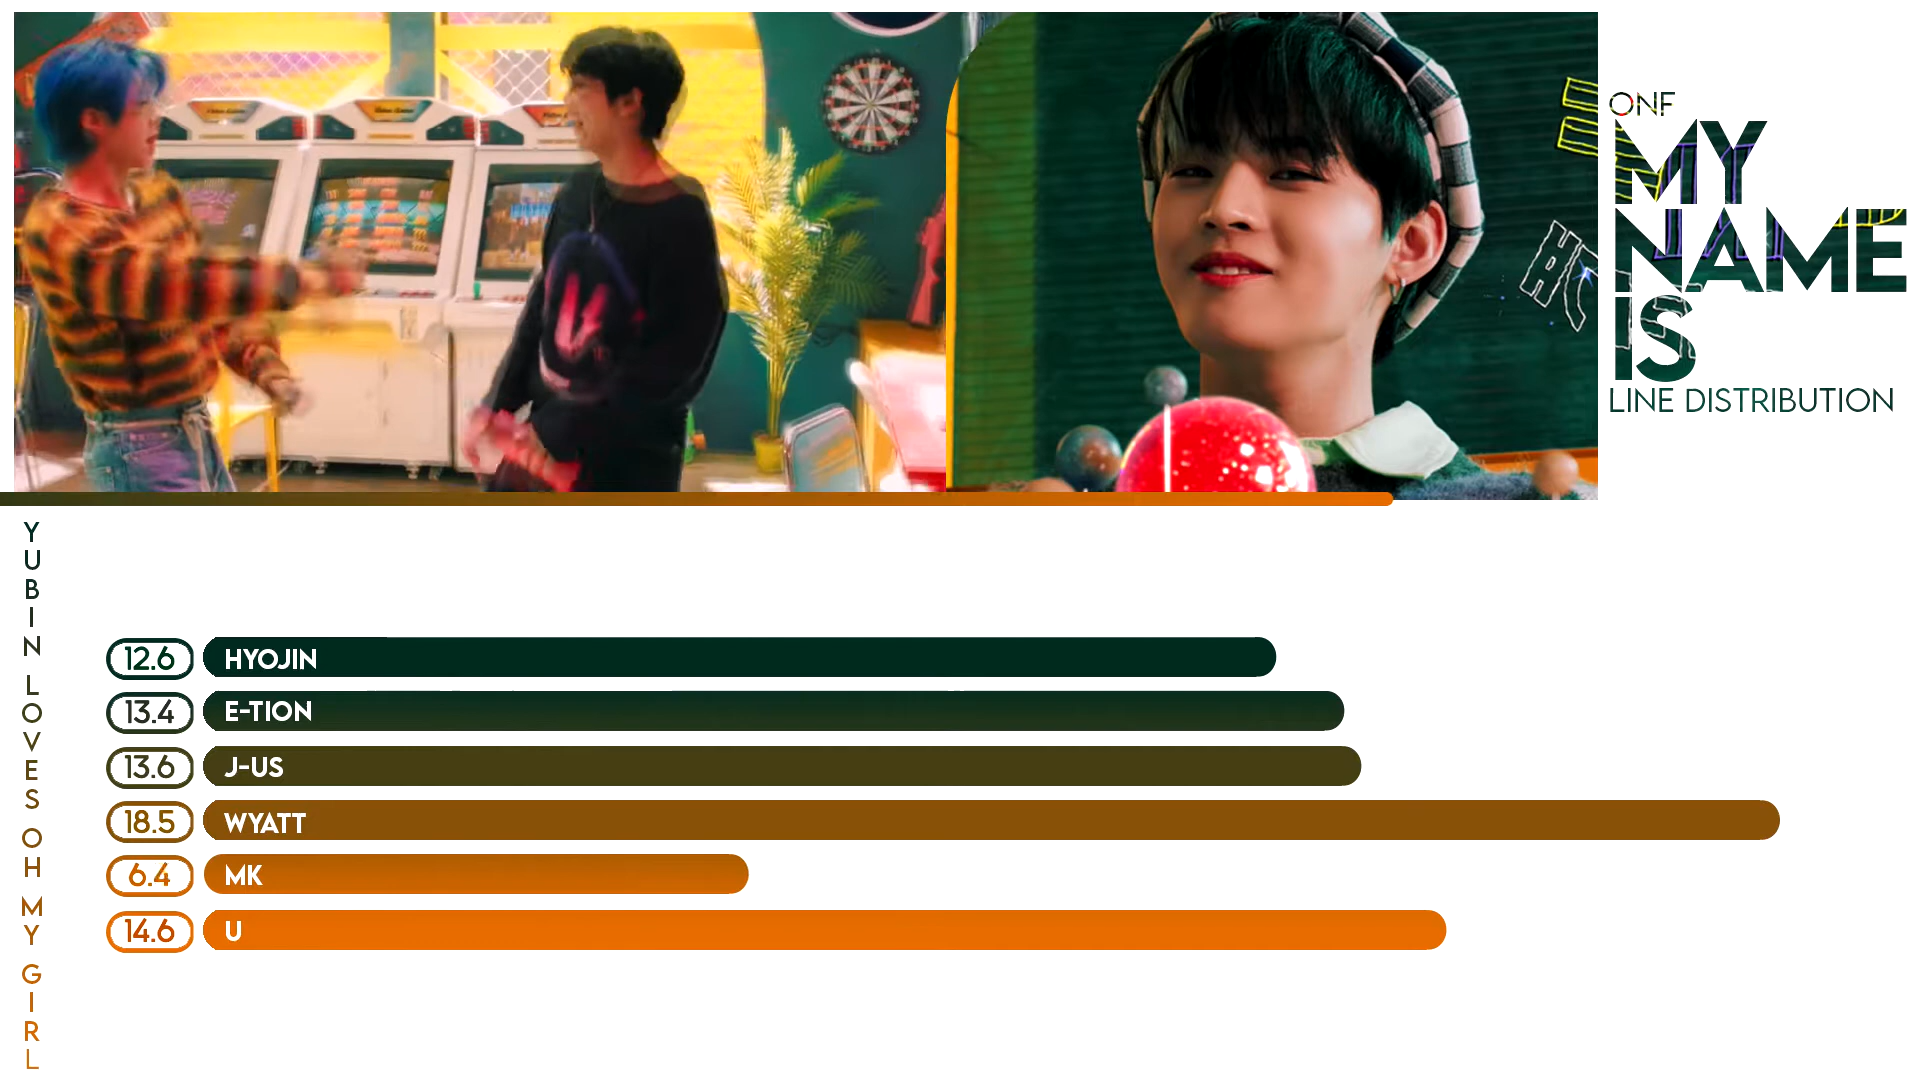 ONF
MY
NAME
IS
LINE DISTRIBUTION
YUBIN LOVES OH MY GIRL
12.6 HYOJIN
13.4 E-TION
13.6 J-US
18.5 WYATT
6.4 MK
14.6 U